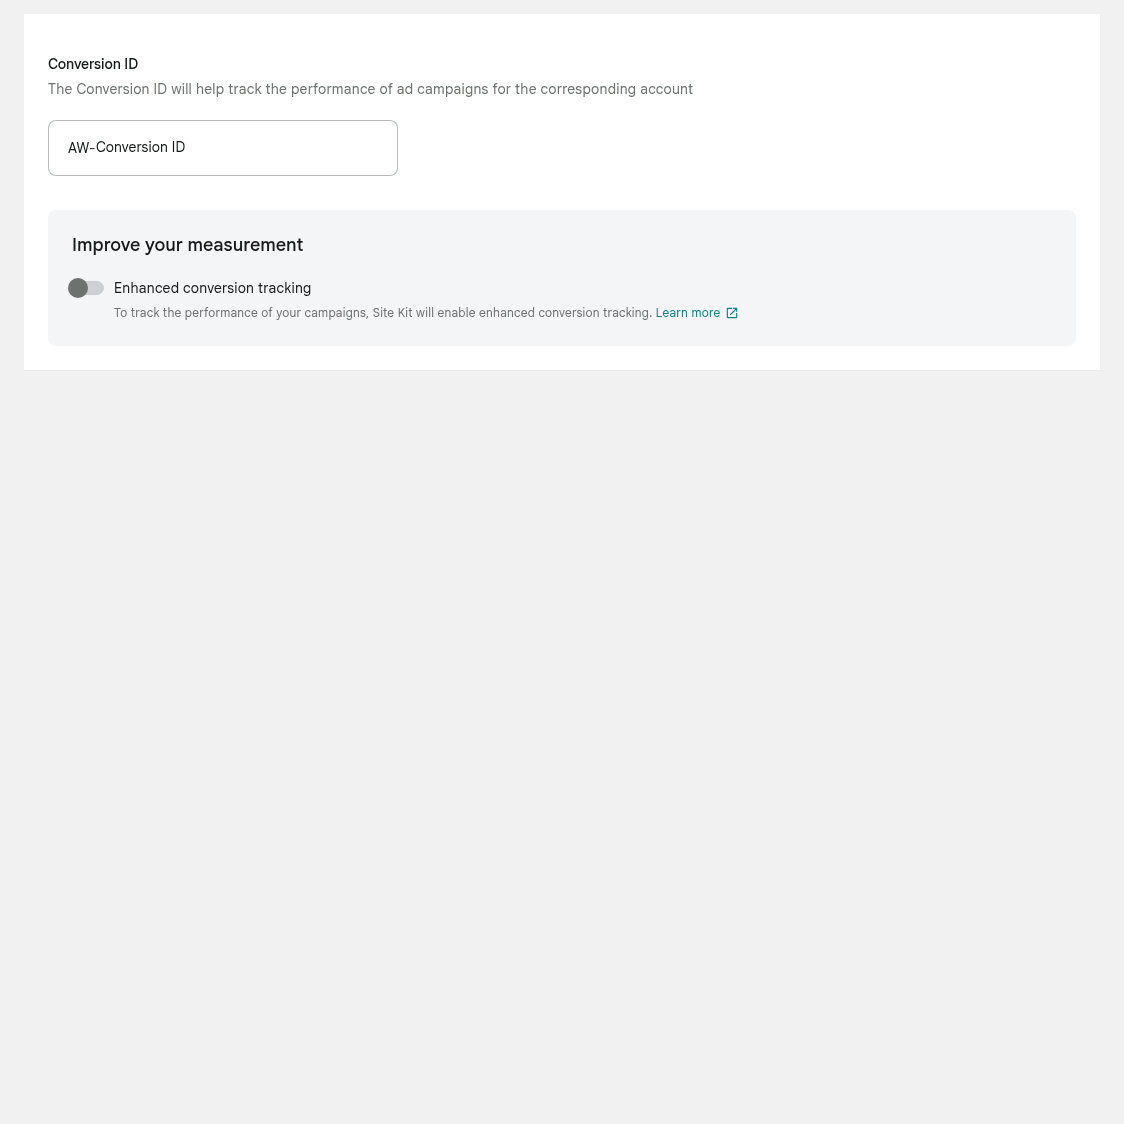 Conversion ID
The Conversion ID will help track the performance of ad campaigns for the corresponding account
AW-Conversion ID
Improve your measurement
Enhanced conversion tracking
To track the performance of your campaigns, Site Kit will enable enhanced conversion tracking. Learn more